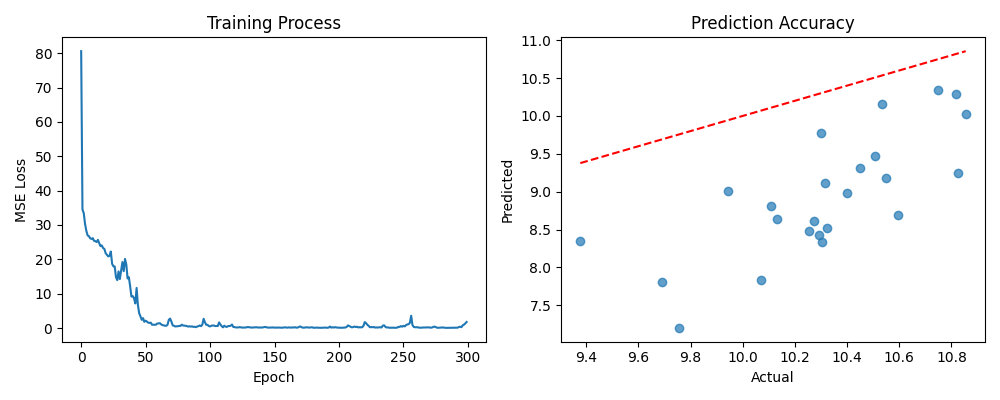 Training Process
MSE Loss
80
70
60
50
40
30
20
10
0
0 50 100 150 200 250 300
Epoch
Prediction Accuracy
Predicted
11.0
10.5
10.0
9.5
9.0
8.5
8.0
7.5
9.4 9.6 9.8 10.0 10.2 10.4 10.6 10.8
Actual